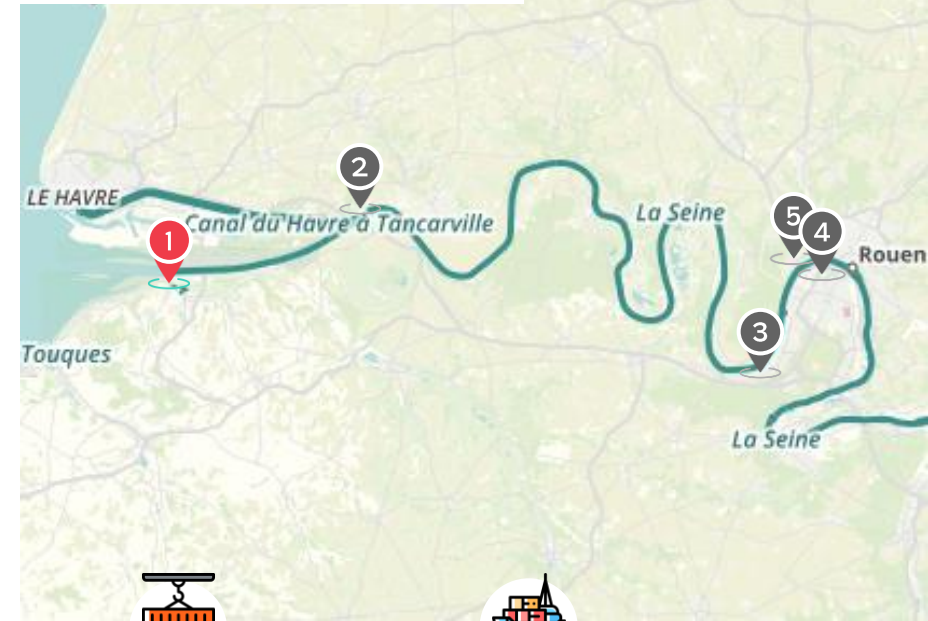 2
LE HAVRE
Canal du Havre à Tancarville
La Seine
1
5
4
Rouen
3
Touques
La Seine